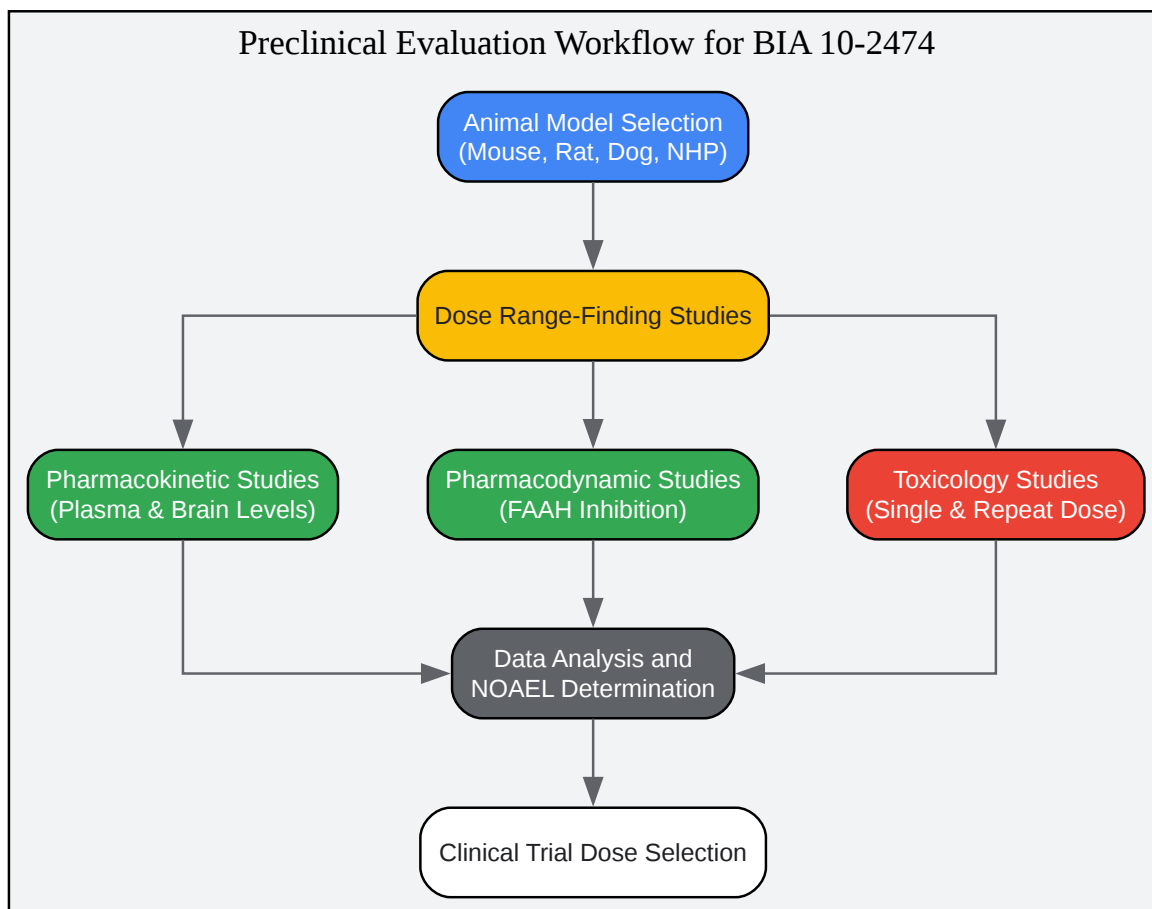 Preclinical Evaluation Workflow for BIA 10-2474
Animal Model Selection
(Mouse, Rat, Dog, NHP)
Dose Range-Finding Studies
Pharmacokinetic Studies
(Plasma & Brain Levels)
Pharmacodynamic Studies
(FAAH Inhibition)
Toxicology Studies
(Single & Repeat Dose)
Data Analysis and
NOAEL Determination
Clinical Trial Dose Selection